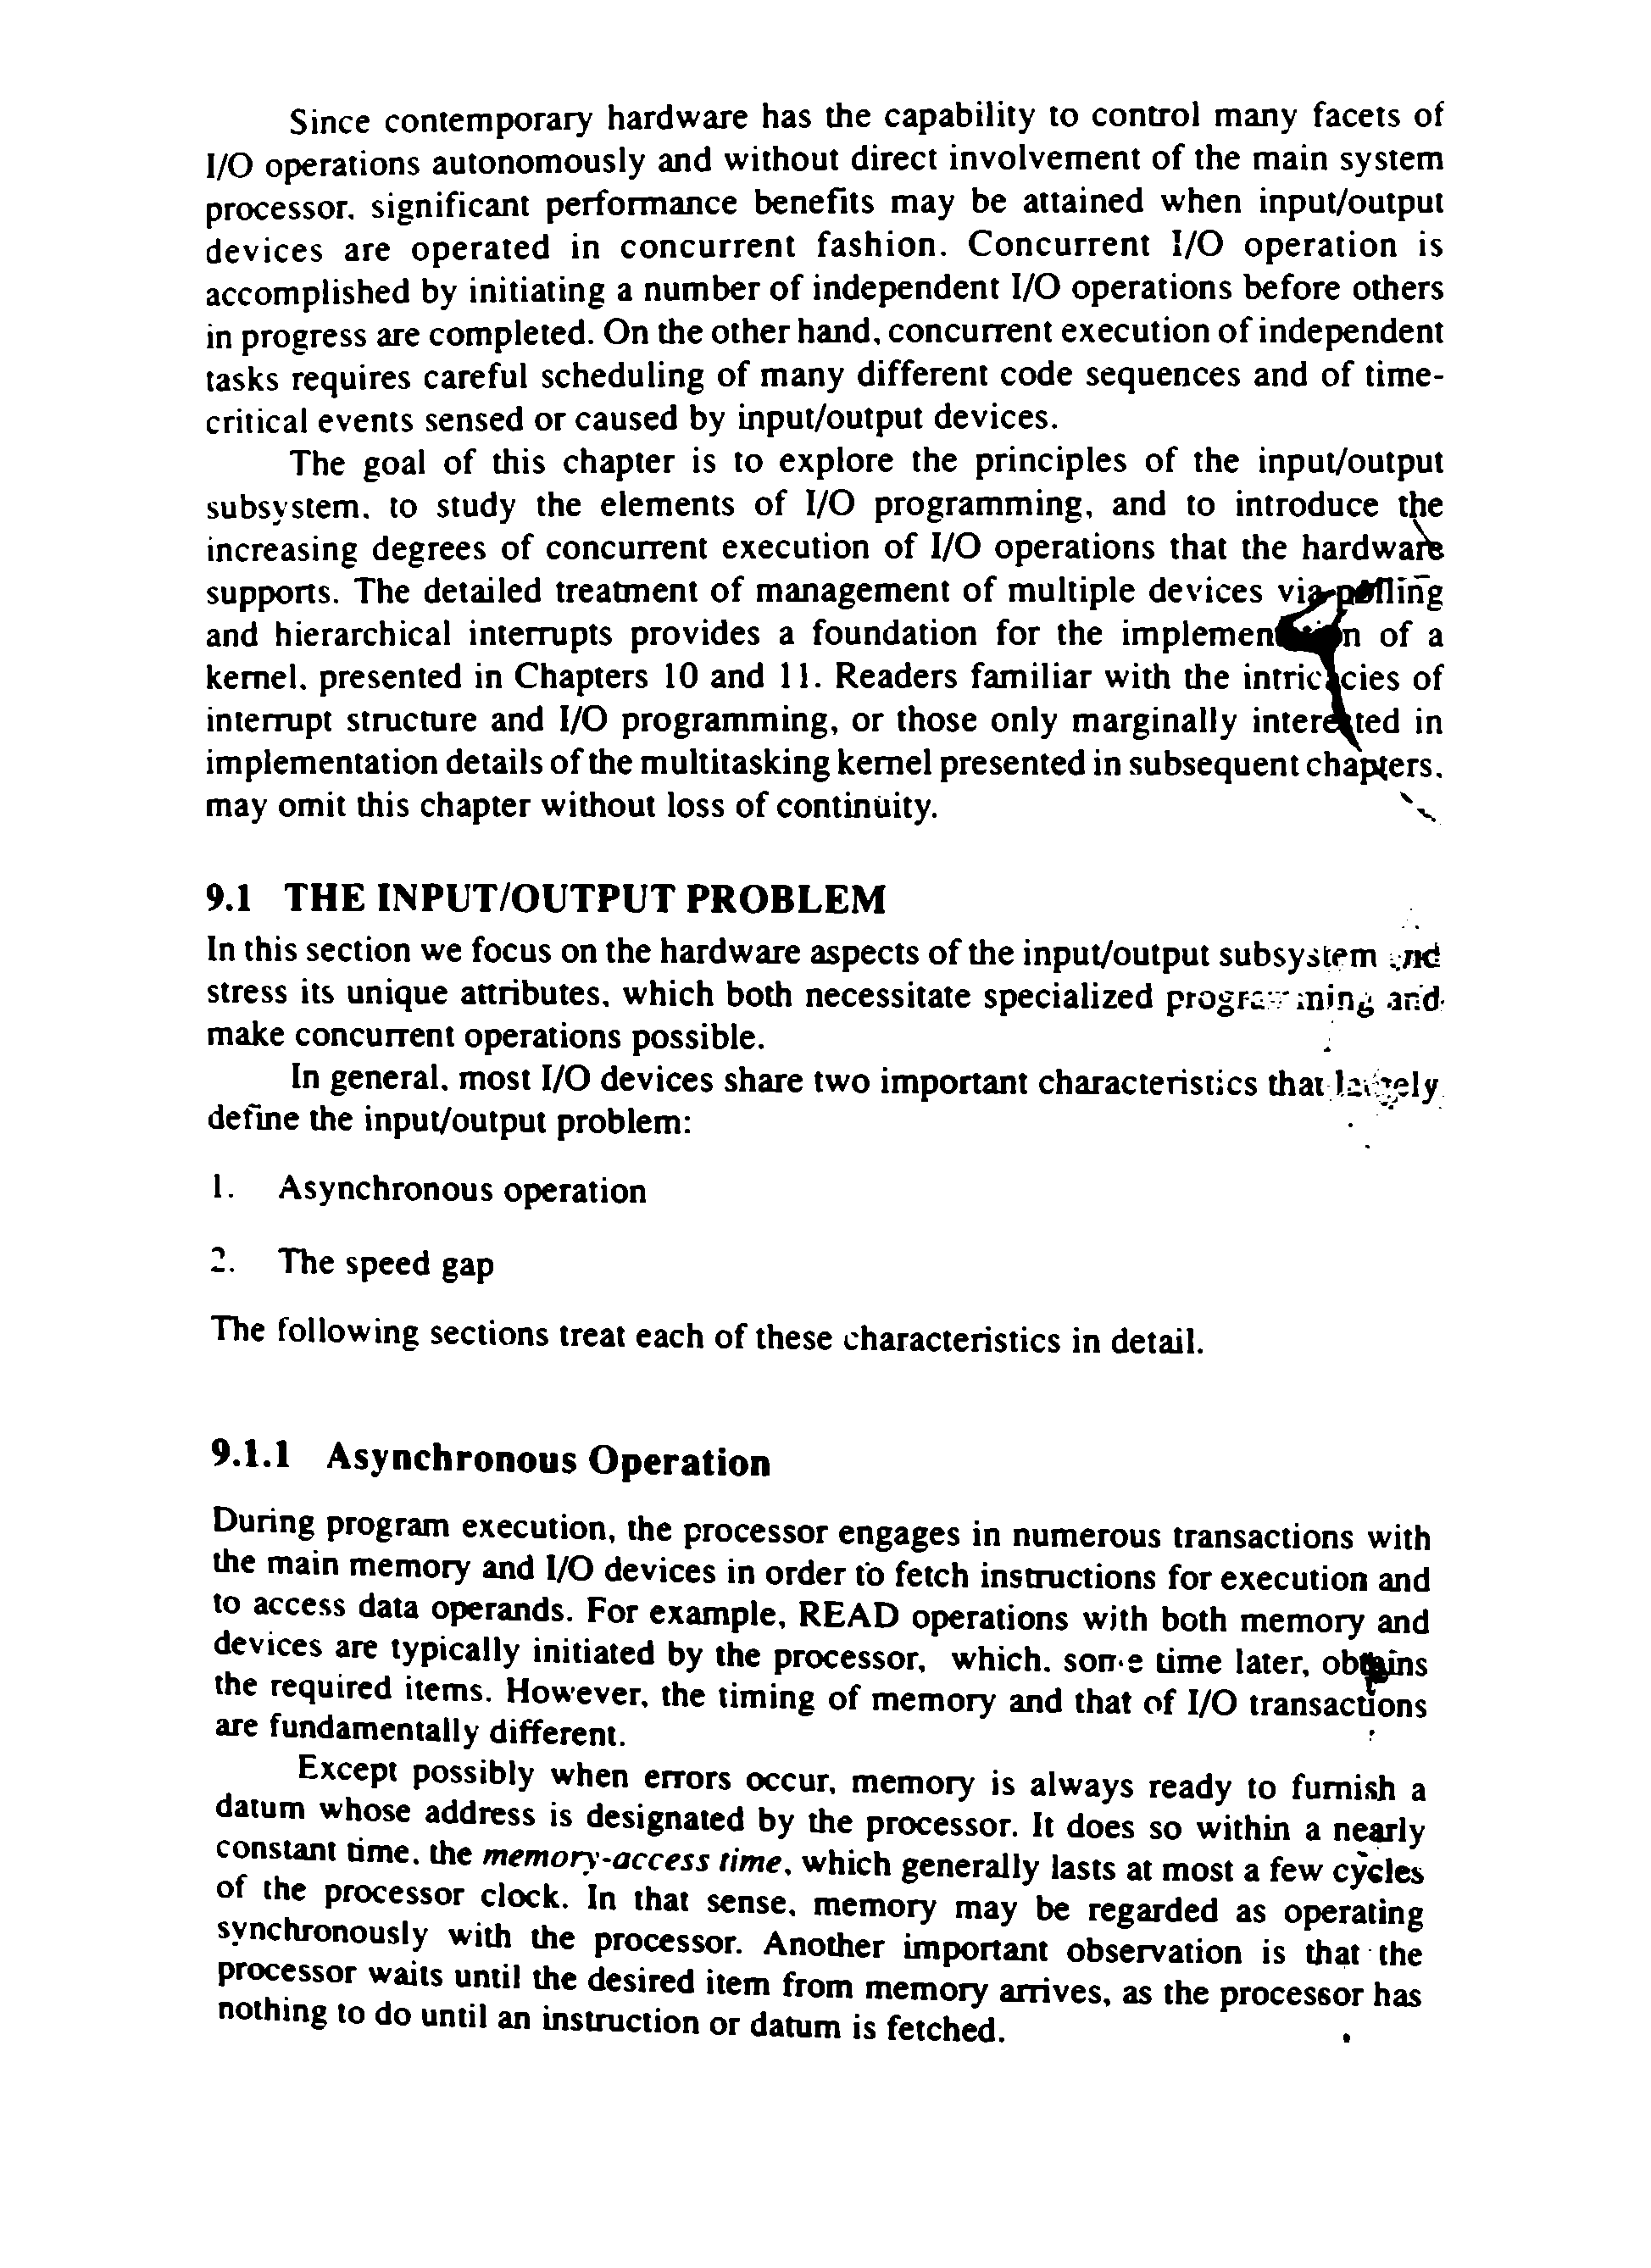 Since contemporary hardware has the capability to control many facets of
I/O operations autonomously and without direct involvement of the main system
processor, significant performance benefits may be attained when input/output
devices are operated in concurrent fashion. Concurrent I/O operation is
accomplished by initiating a number of independent I/O operations before others
in progress are completed. On the other hand, concurrent execution of independent
tasks requires careful scheduling of many different code sequences and of time-
critical events sensed or caused by input/output devices.
The goal of this chapter is to explore the principles of the input/output
subsystem, to study the elements of I/O programming, and to introduce the
increasing degrees of concurrent execution of I/O operations that the hardware
supports. The detailed treatment of management of multiple devices via polling
and hierarchical interrupts provides a foundation for the implementation of a
kernel, presented in Chapters 10 and 11. Readers familiar with the intricacies of
interrupt structure and I/O programming, or those only marginally interested in
implementation details of the multitasking kernel presented in subsequent chapters,
may omit this chapter without loss of continuity.
9.1 THE INPUT/OUTPUT PROBLEM
In this section we focus on the hardware aspects of the input/output subsystem and
stress its unique attributes, which both necessitate specialized programming and
make concurrent operations possible.
In general, most I/O devices share two important characteristics that largely
define the input/output problem:
1. Asynchronous operation
2. The speed gap
The following sections treat each of these characteristics in detail.
9.1.1 Asynchronous Operation
During program execution, the processor engages in numerous transactions with
the main memory and I/O devices in order to fetch instructions for execution and
to access data operands. For example, READ operations with both memory and
devices are typically initiated by the processor, which, some time later, obtains
the required items. However, the timing of memory and that of I/O transactions
are fundamentally different.
Except possibly when errors occur, memory is always ready to furnish a
datum whose address is designated by the processor. It does so within a nearly
constant time, the memory-access time, which generally lasts at most a few cycles
of the processor clock. In that sense, memory may be regarded as operating
synchronously with the processor. Another important observation is that the
processor waits until the desired item from memory arrives, as the processor has
nothing to do until an instruction or datum is fetched.